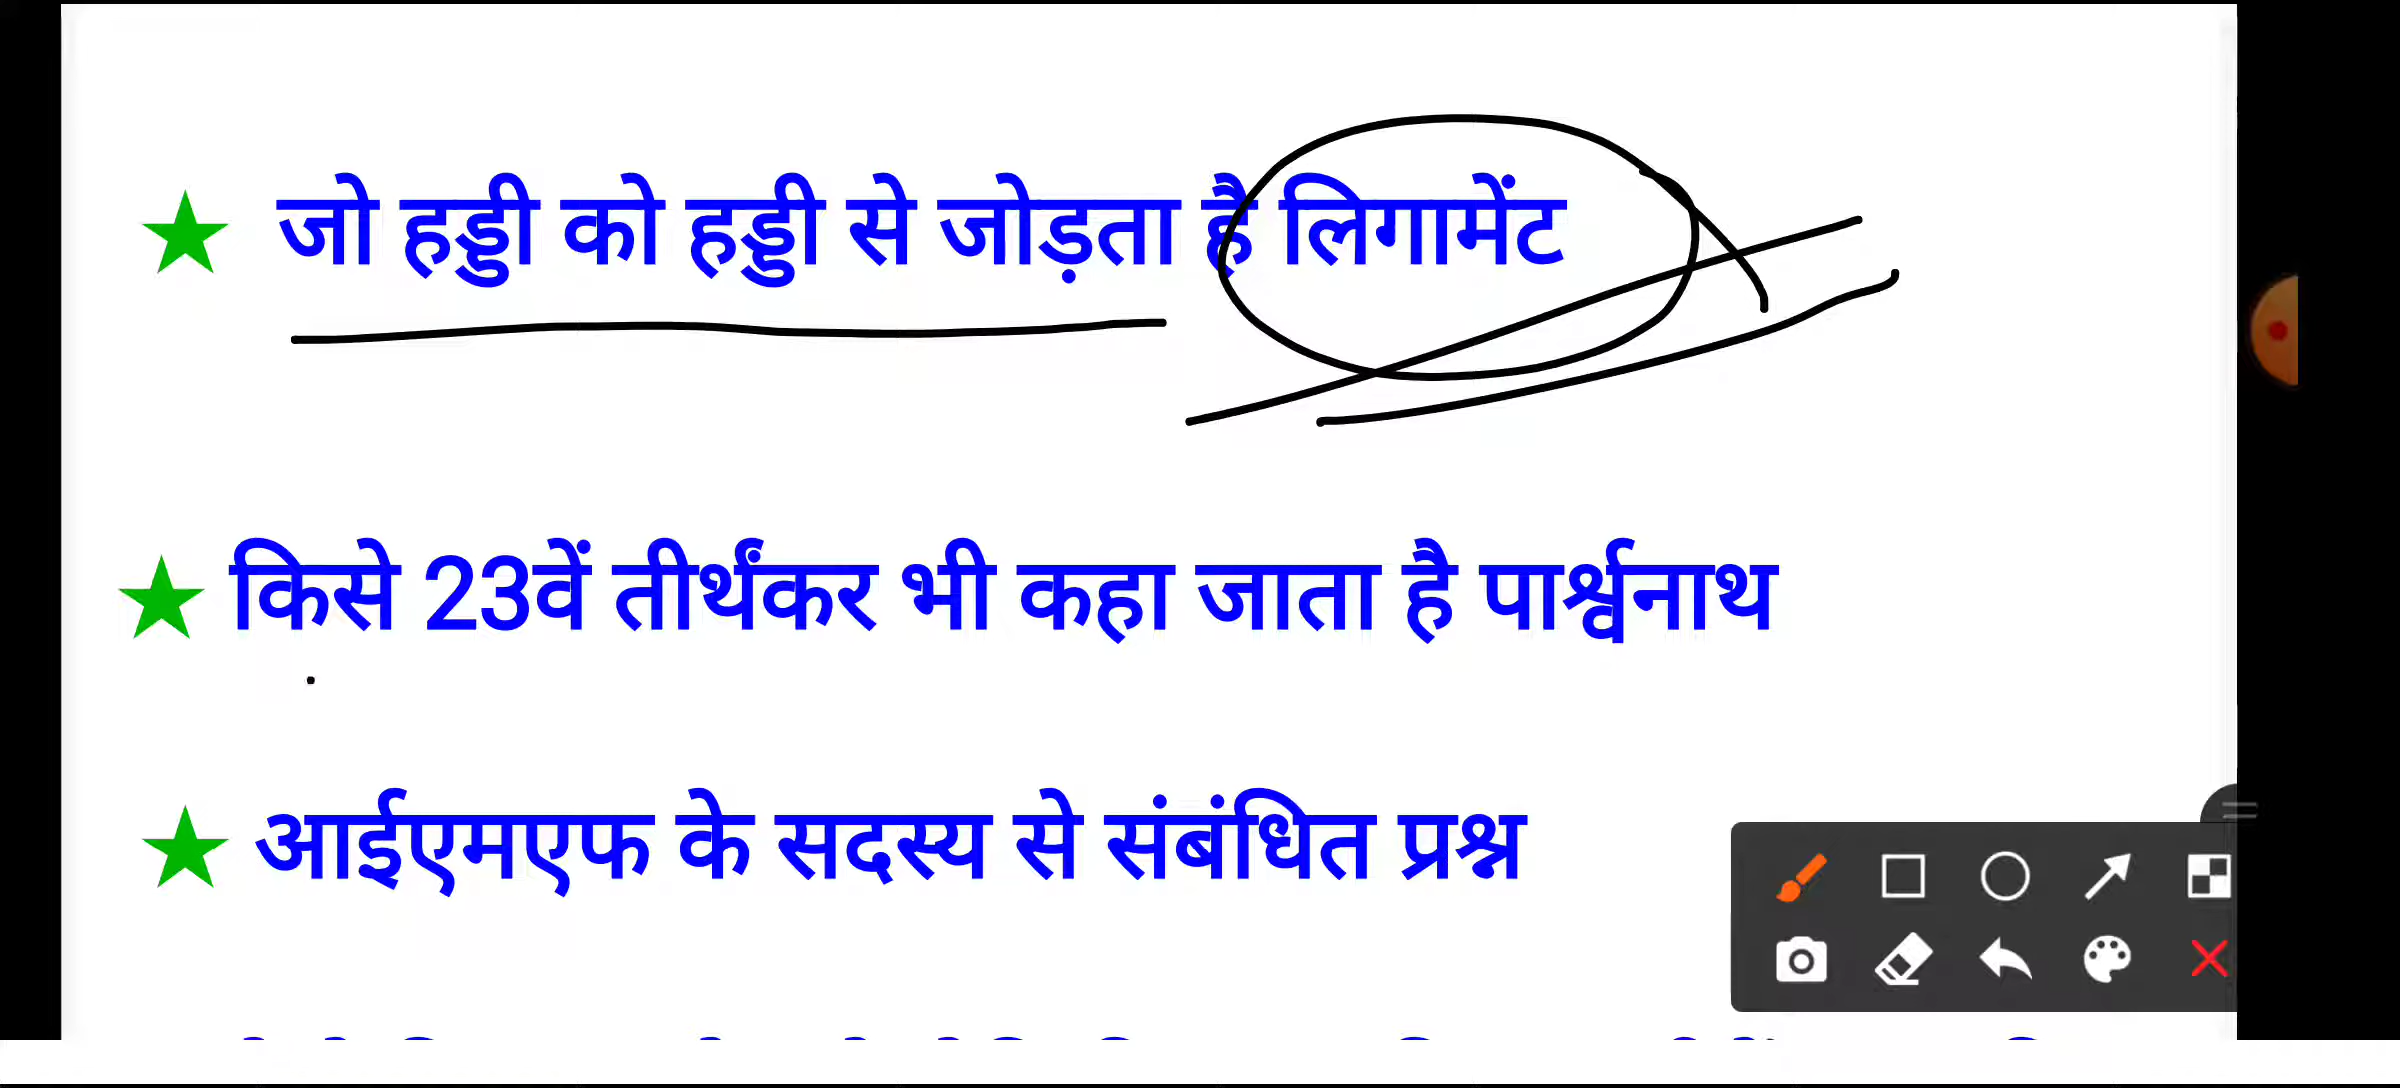 ★ जो हड्डी को हड्डी से जोड़ता है लिगामेंट
★ किसे 23वें तीर्थंकर भी कहा जाता है पार्श्वनाथ
★ आईएमएफ के सदस्य से संबंधित प्रश्न